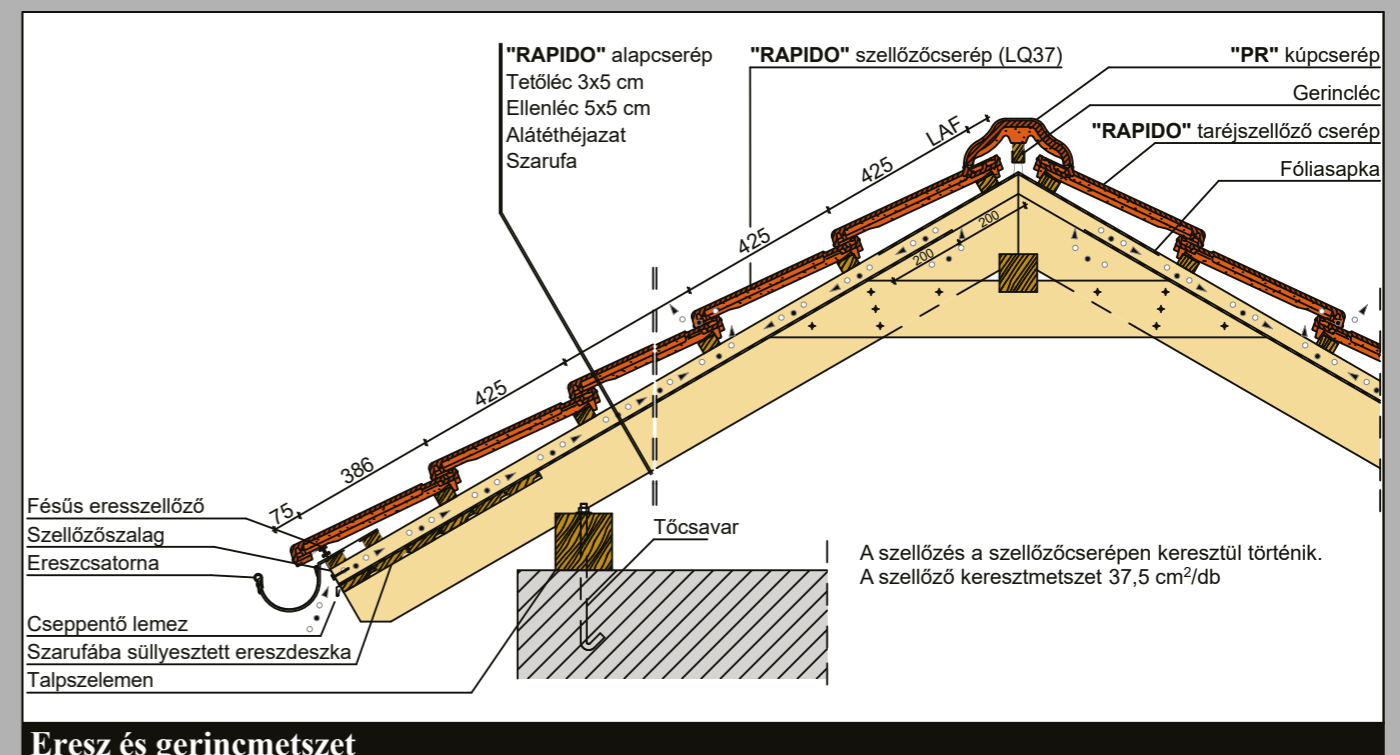 "RAPIDO" alapcserép
Tetőléc 3x5 cm
Ellenléc 5x5 cm
Alátéthéjazat
Szarufa
"RAPIDO" szellőzőcserép (LQ37)
"PR" kúpcserép
Gerincléc
"RAPIDO" taréjszellőző cserép
Fóliasapka
LAF
425
425
425
386
75
200
200
Fésűs eresszellőző
Szellőzőszalag
Ereszcsatorna
Cseppentő lemez
Szarufába süllyesztett ereszdeszka
Talpszelemen
Tőcsavar
A szellőzés a szellőzőcserépen keresztül történik.
A szellőző keresztmetszet 37,5 cm²/db
Eresz és gerincmetszet